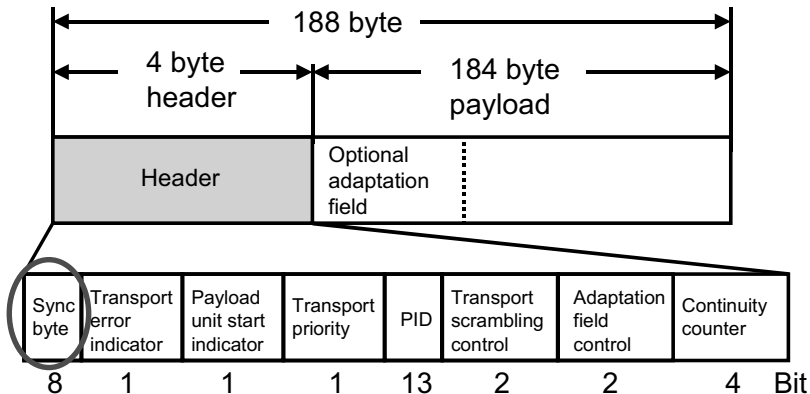 188 byte
4 byte
header
184 byte
payload
Header
Optional
adaptation
field
Sync
byte
Transport
error
indicator
Payload
unit start
indicator
Transport
priority
PID
Transport
scrambling
control
Adaptation
field
control
Continuity
counter
8 1 1 1 13 2 2 4 Bit